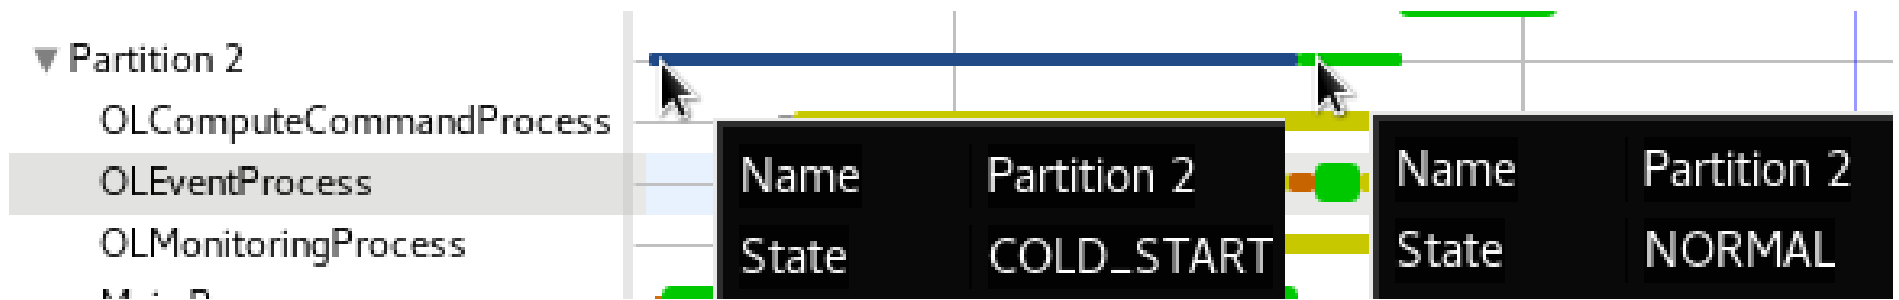 Partition 2
OLComputeCommandProcess
OLEventProcess
OLMonitoringProcess
Name Partition 2
State COLD_START
Name Partition 2
State NORMAL